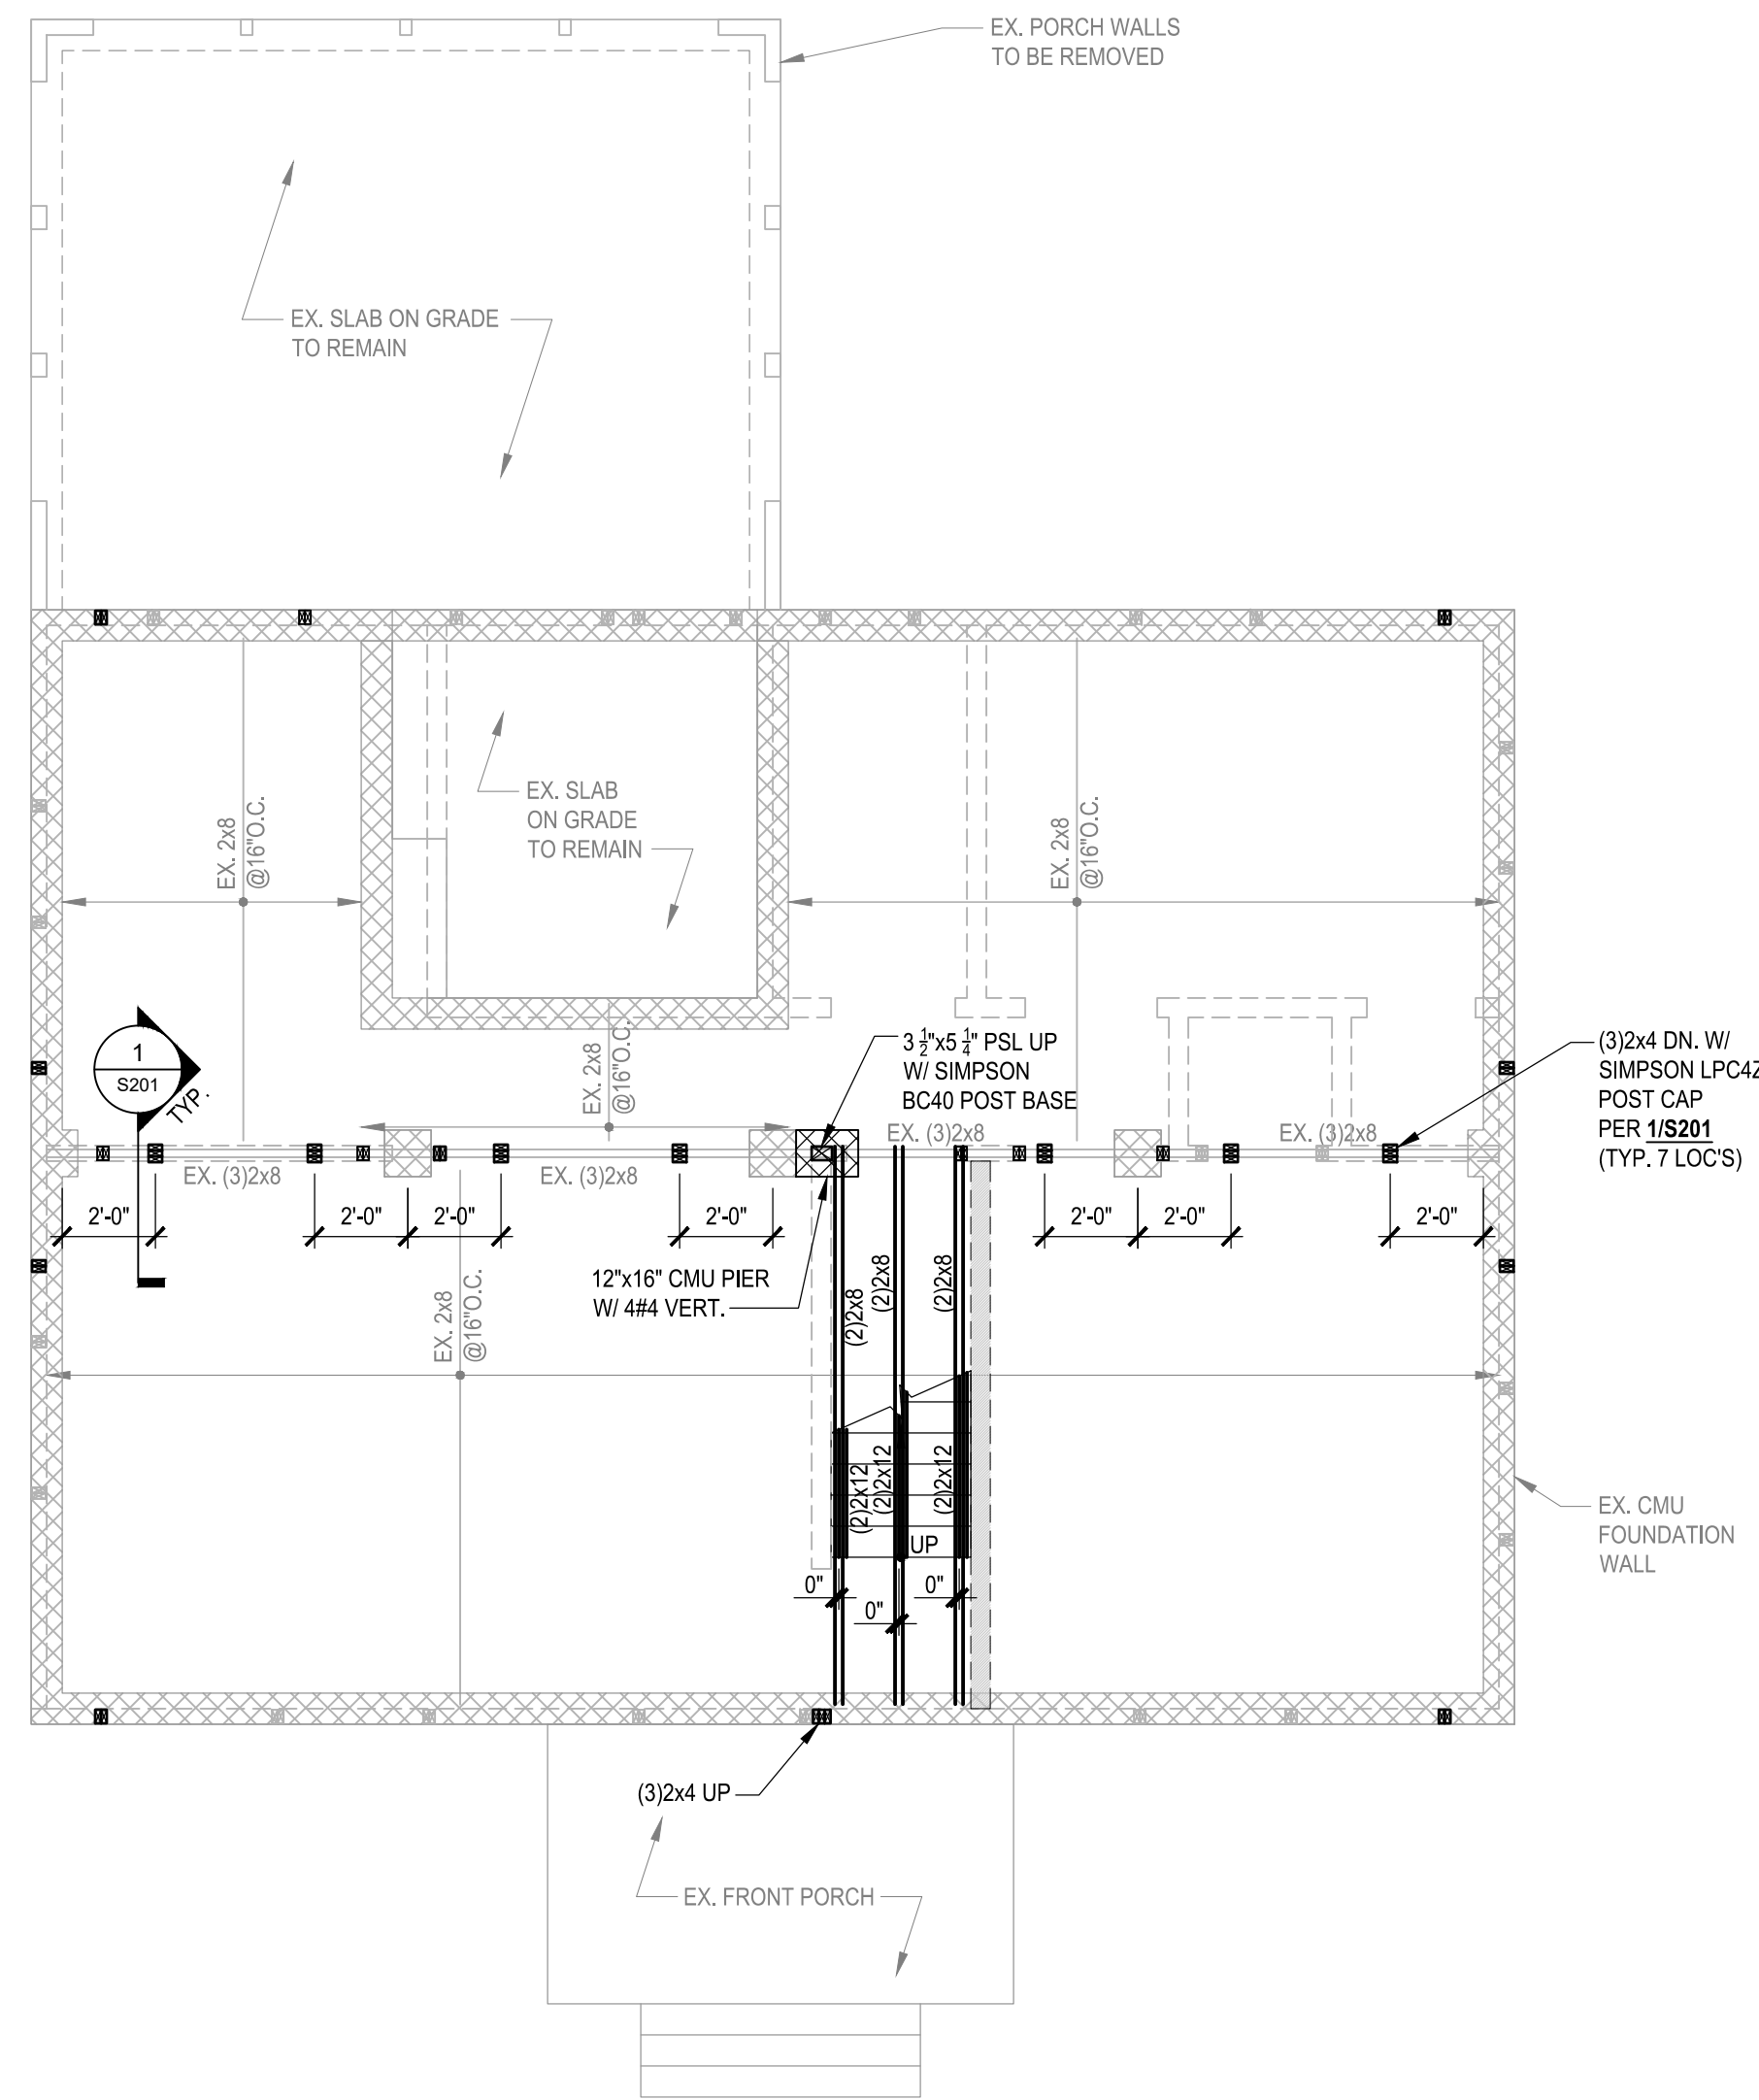 EX. PORCH WALLS
TO BE REMOVED
EX. SLAB ON GRADE
TO REMAIN
EX. SLAB
ON GRADE
TO REMAIN
EX. 2x8
@16"O.C.
EX. 2x8
@16"O.C.
EX. 2x8
@16"O.C.
1
S201
TYP.
3 1/2"x5 1/4" PSL UP
W/ SIMPSON
BC40 POST BASE
(3)2x4 DN. W/
SIMPSON LPC4Z
POST CAP
PER 1/S201
(TYP. 7 LOC'S)
EX. (3)2x8
EX. (3)2x8
EX. (3)2x8
EX. (3)2x8
2'-0"
2'-0"
2'-0"
2'-0"
2'-0"
2'-0"
2'-0"
12"x16" CMU PIER
W/ 4#4 VERT.
EX. 2x8
@16"O.C.
(2)2x8
(2)2x8
(2)2x8
(2)2x12
(2)2x12
(2)2x12
UP
0"
0"
0"
EX. CMU
FOUNDATION
WALL
(3)2x4 UP
EX. FRONT PORCH